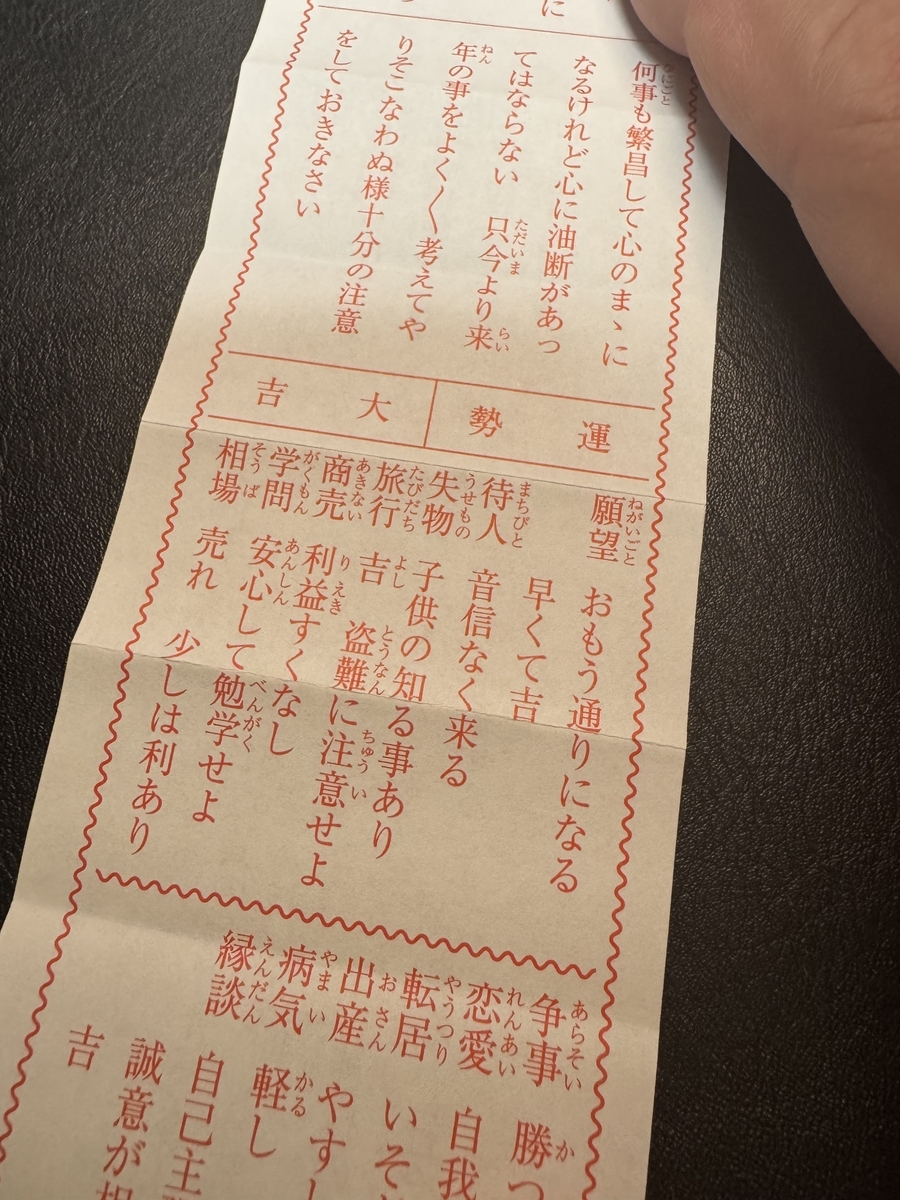 に
何事も繁昌して心のまゝに
なるけれど心に油断があっ
てはならない 只今より来
年の事をよく〳〵考えてや
りそこなわぬ様十分の注意
をしておきなさい
運勢 大吉
願望 おもう通りになる
早くて吉
待人 音信なく来る
失物 子供の知る事あり
旅行 吉 盗難に注意せよ
商売 利益すくなし
学問 安心して勉学せよ
相場 売れ 少しは利あり
争事 勝つ
恋愛 自我
転居 いそ
出産 やすし
病気 軽し
縁談 自己主
誠意が
吉